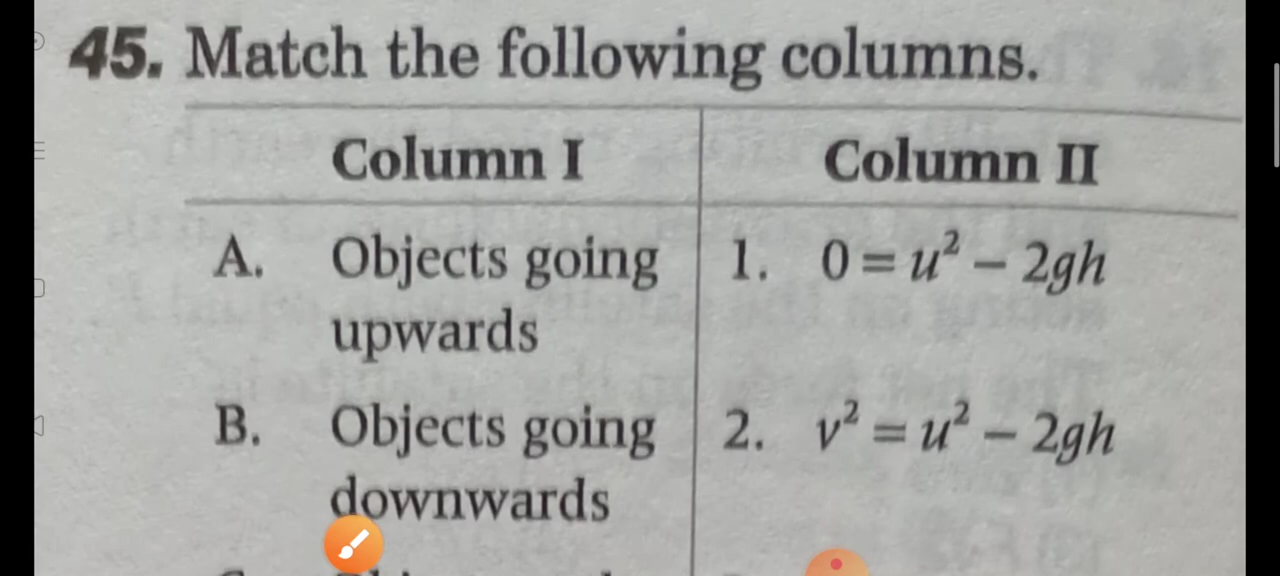 45. Match the following columns.
Column I Column II
A. Objects going 1. 0 = u² – 2gh
upwards
B. Objects going 2. v² = u² – 2gh
downwards